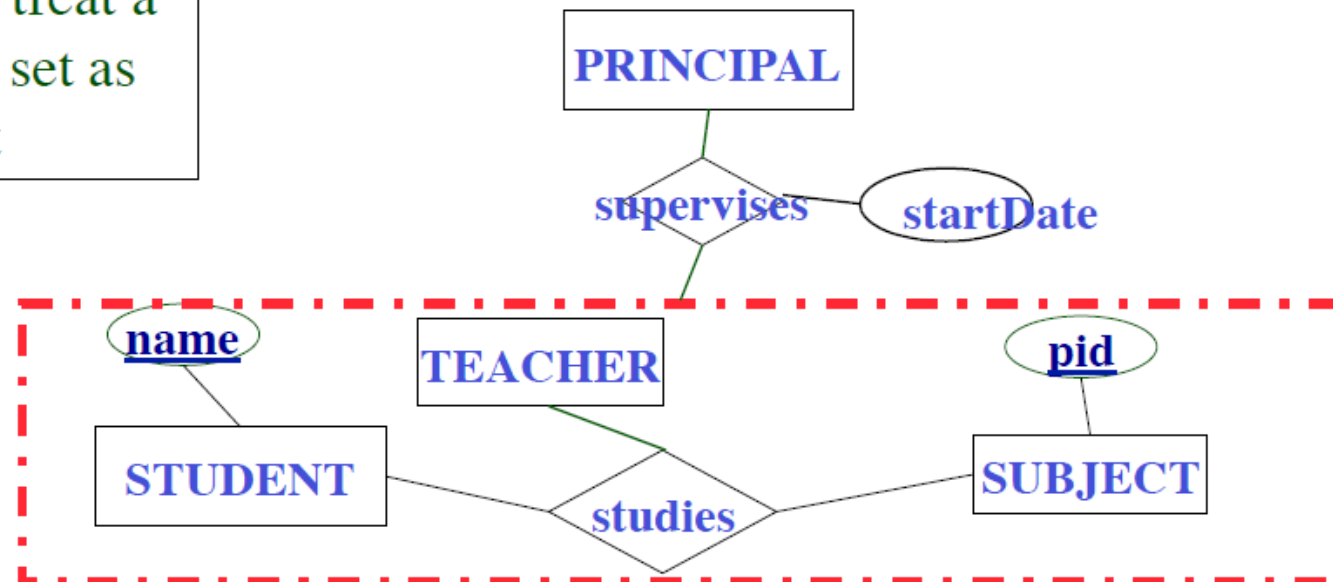 treat a
set as
PRINCIPAL
supervises
startDate
name
TEACHER
pid
STUDENT
SUBJECT
studies